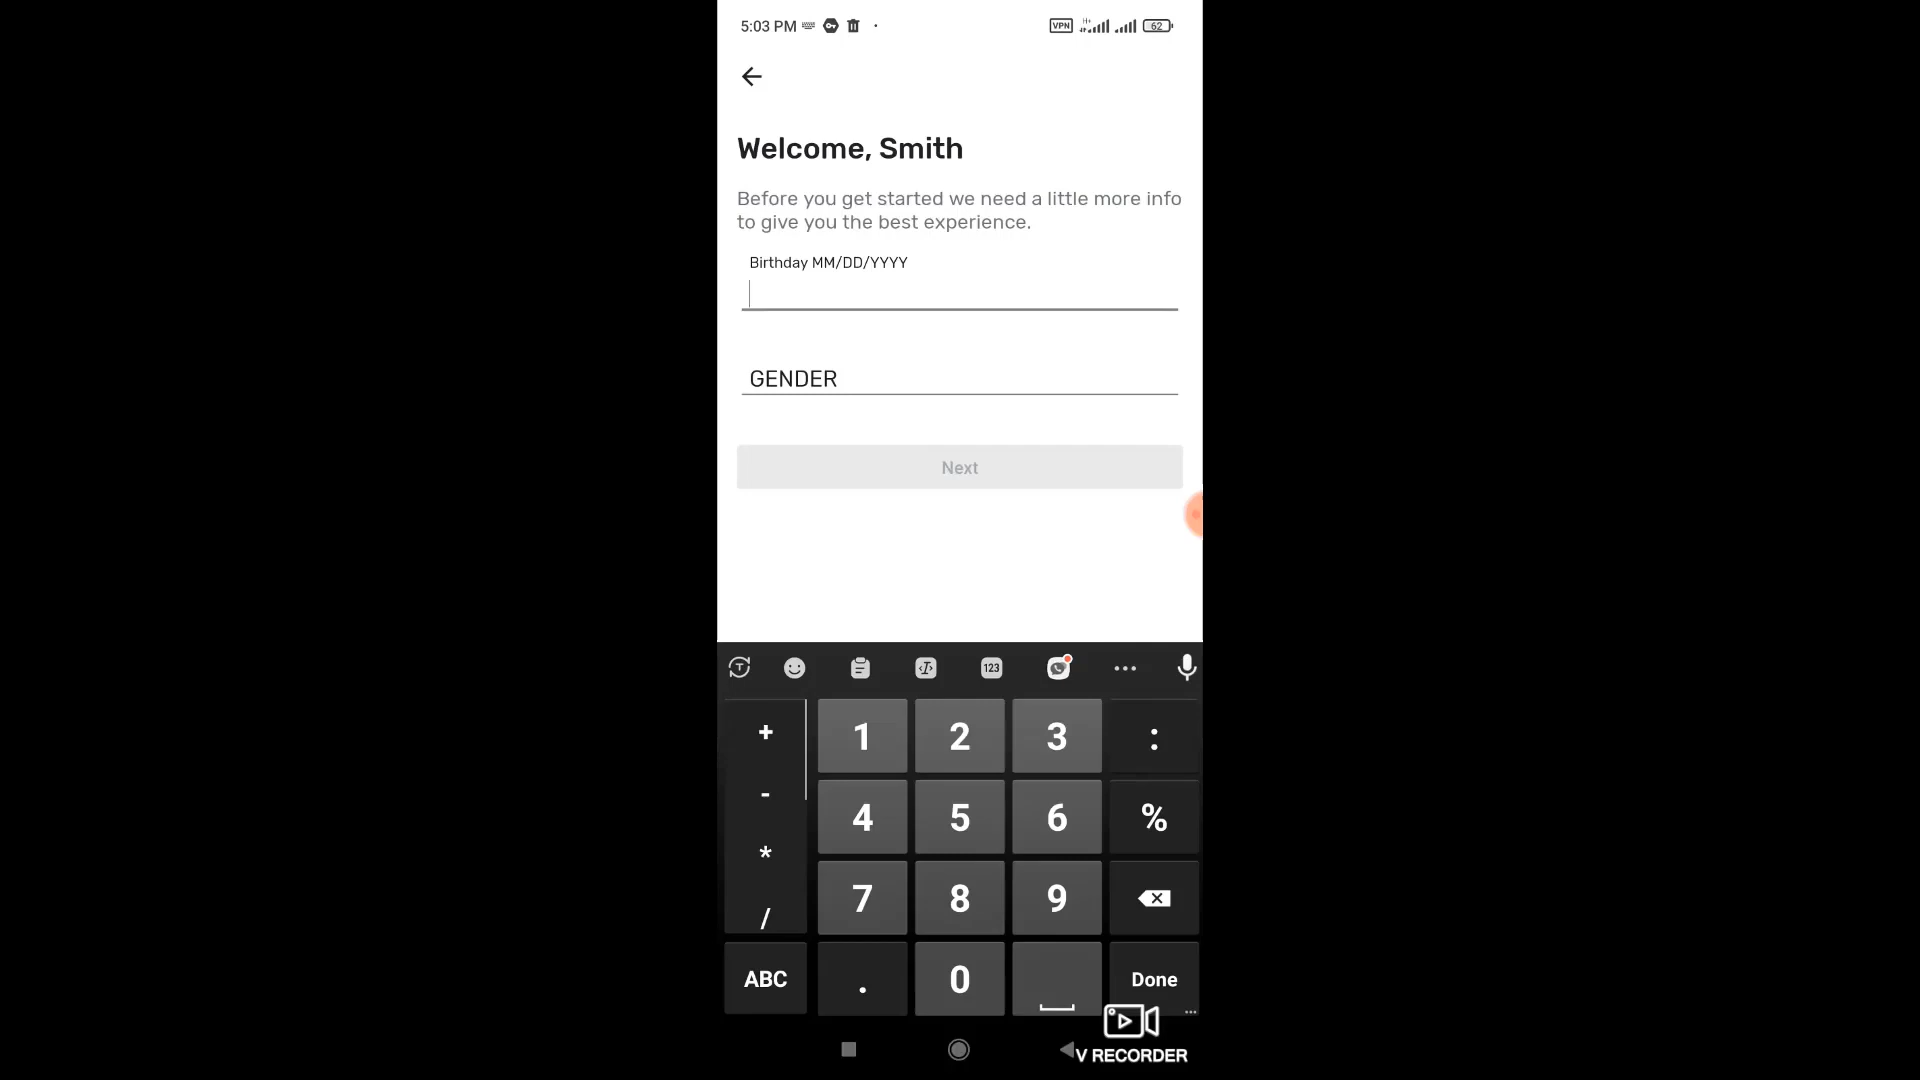 5:03 PM
VPN H+ 62
Welcome, Smith
Before you get started we need a little more info
to give you the best experience.
Birthday MM/DD/YYYY
GENDER
Next
T I 123
+ 1 2 3 :
- 4 5 6 %
* 7 8 9
/
ABC . 0 Done
V RECORDER